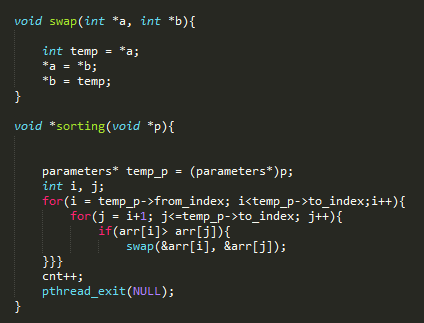 void swap(int *a, int *b){
int temp = *a;
*a = *b;
*b = temp;
}
void *sorting(void *p){
parameters* temp_p = (parameters*)p;
int i, j;
for(i = temp_p->from_index; i<temp_p->to_index;i++){
for(j = i+1; j<=temp_p->to_index; j++){
if(arr[i]> arr[j]){
swap(&arr[i], &arr[j]);
}}}
cnt++;
pthread_exit(NULL);
}